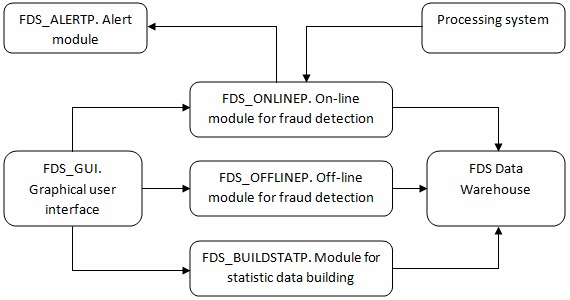 FDS_ALERTP. Alert
module
Processing system
FDS_ONLINEP. On-line
module for fraud detection
FDS_GUI.
Graphical user
interface
FDS_OFFLINEP. Off-line
module for fraud detection
FDS Data
Warehouse
FDS_BUILDSTATP. Module for
statistic data building